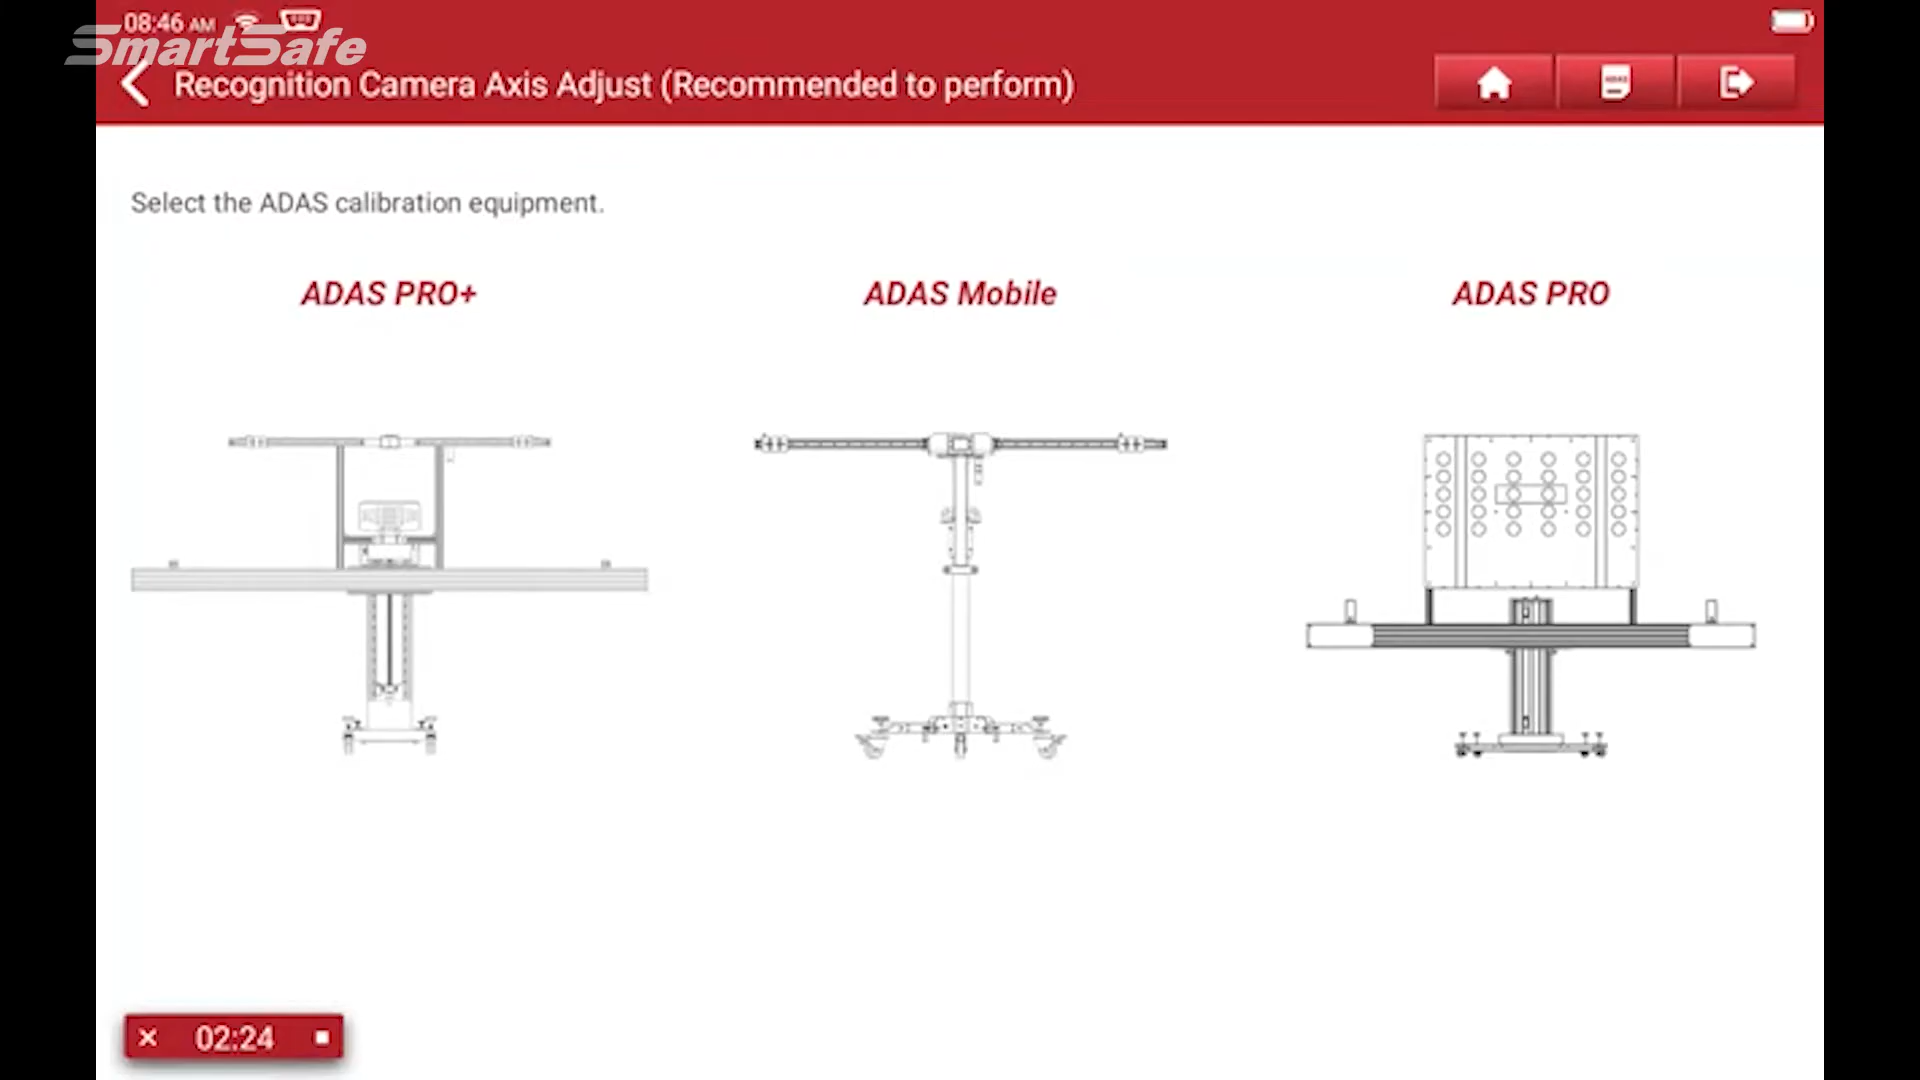 08:46 AM
SmartSafe
Recognition Camera Axis Adjust (Recommended to perform)
Select the ADAS calibration equipment.
ADAS PRO+
ADAS Mobile
ADAS PRO
02:24